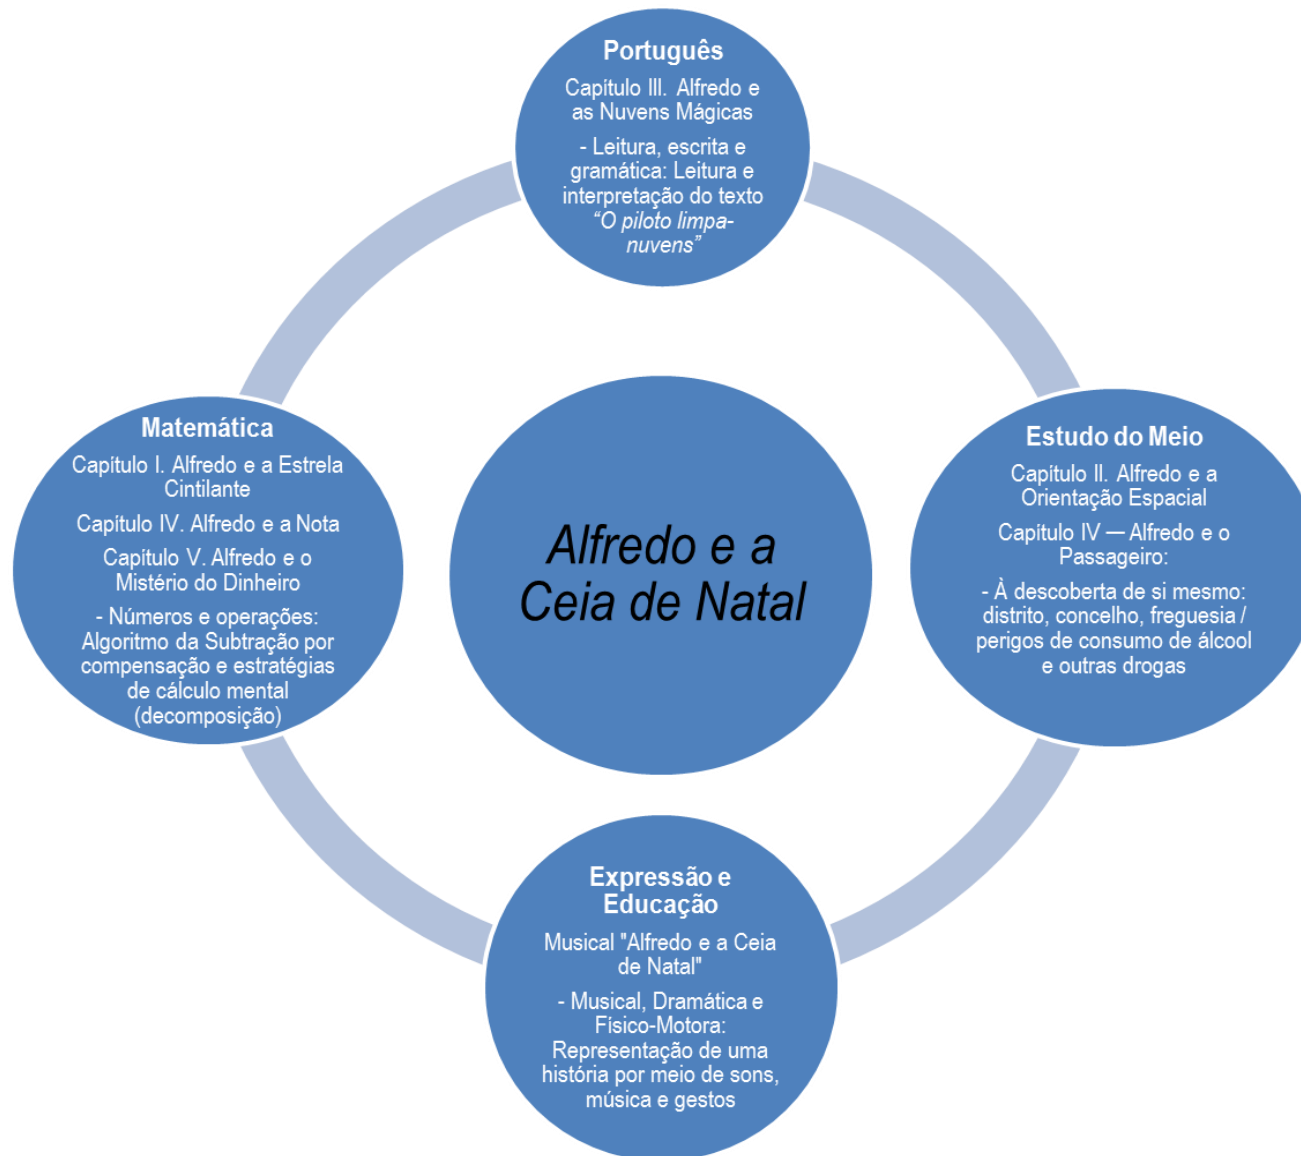 Português
Capítulo III. Alfredo e
as Nuvens Mágicas
- Leitura, escrita e
gramática: Leitura e
interpretação do texto
“O piloto limpa-
nuvens”
Matemática
Capítulo I. Alfredo e a Estrela
Cintilante
Capítulo IV. Alfredo e a Nota
Capítulo V. Alfredo e o
Mistério do Dinheiro
- Números e operações:
Algoritmo da Subtração por
compensação e estratégias
de cálculo mental
(decomposição)
Alfredo e a
Ceia de Natal
Estudo do Meio
Capítulo II. Alfredo e a
Orientação Espacial
Capítulo IV — Alfredo e o
Passageiro:
- À descoberta de si mesmo:
distrito, concelho, freguesia /
perigos de consumo de álcool
e outras drogas
Expressão e
Educação
Musical "Alfredo e a Ceia
de Natal"
- Musical, Dramática e
Físico-Motora:
Representação de uma
história por meio de sons,
música e gestos